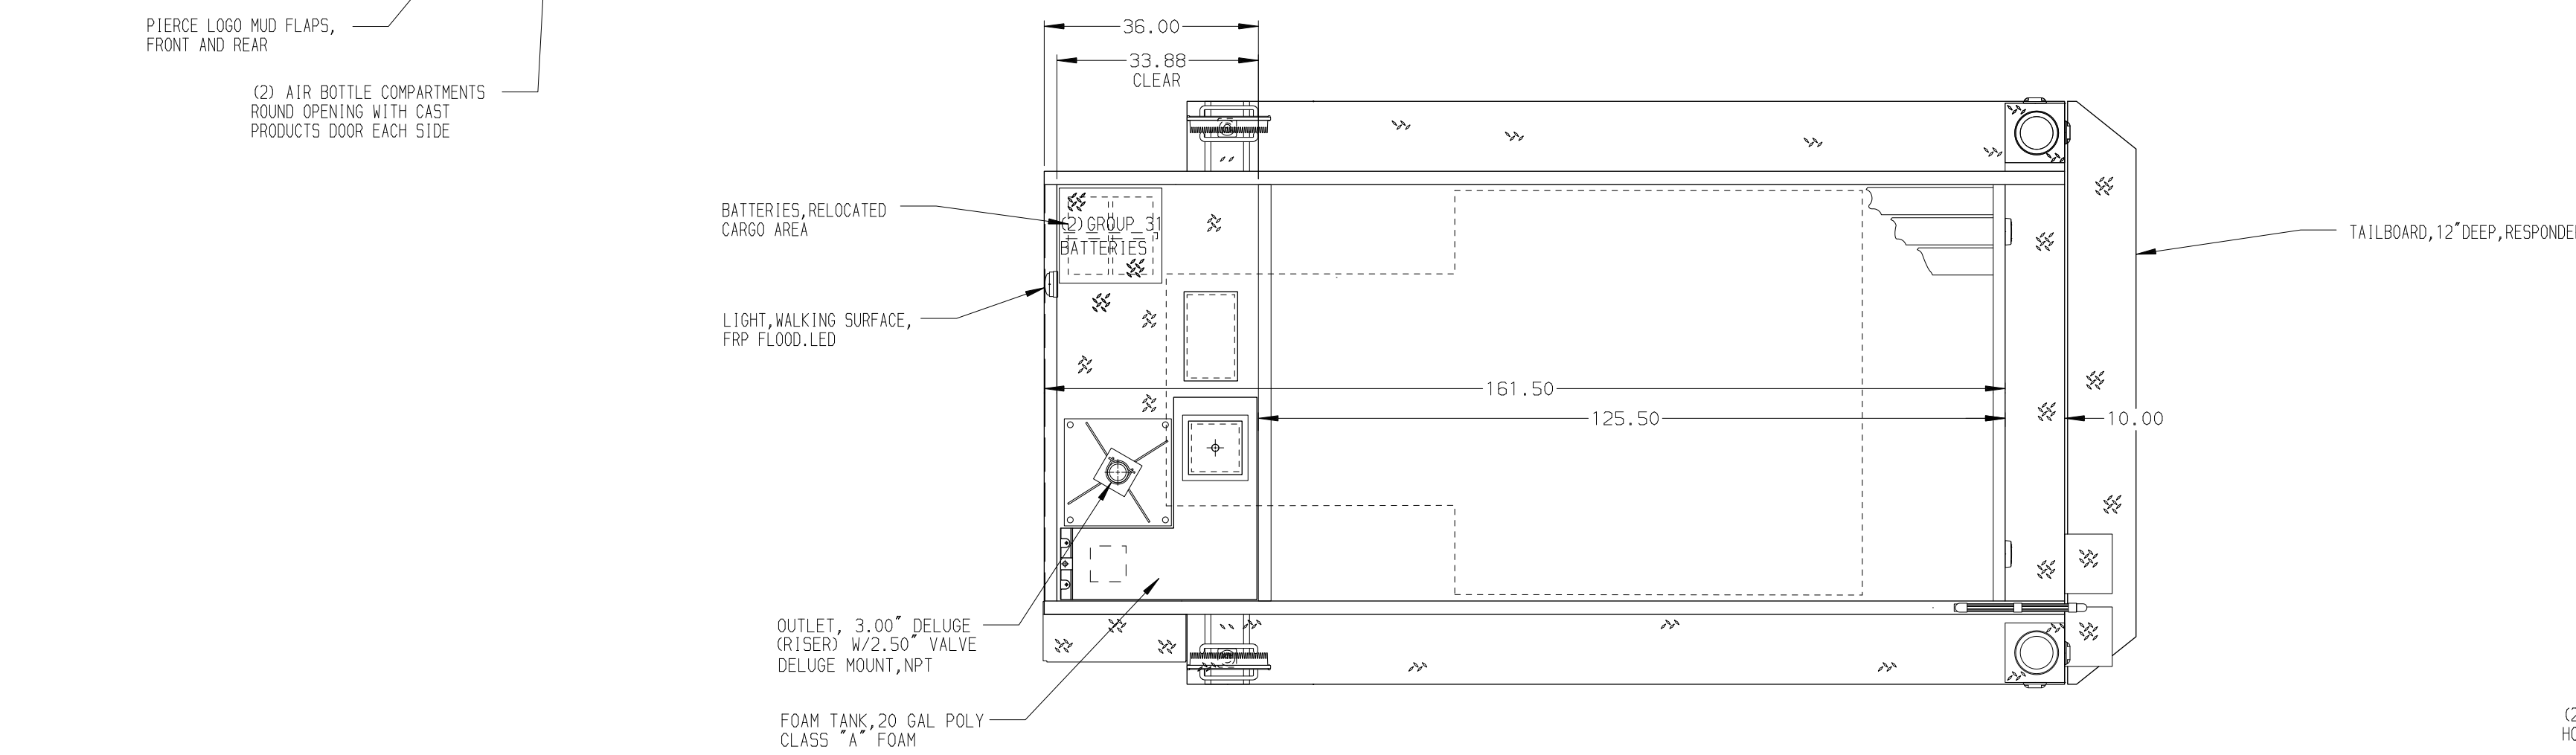 PIERCE LOGO MUD FLAPS,
FRONT AND REAR
(2) AIR BOTTLE COMPARTMENTS
ROUND OPENING WITH CAST
PRODUCTS DOOR EACH SIDE
36.00
33.88
CLEAR
BATTERIES,RELOCATED
CARGO AREA
(2)GROUP 31
BATTERIES
LIGHT,WALKING SURFACE,
FRP FLOOD.LED
TAILBOARD,12"DEEP,
161.50
125.50
10.00
OUTLET, 3.00" DELUGE
(RISER) W/2.50" VALVE
DELUGE MOUNT,NPT
FOAM TANK,20 GAL POLY
CLASS "A" FOAM